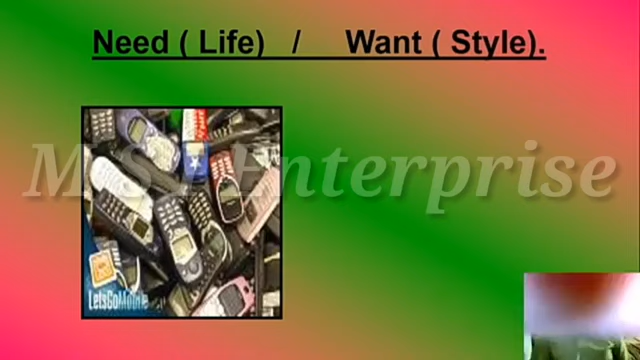 Need ( Life)   /     Want ( Style).
M S Enterprise
LetsGoMobile